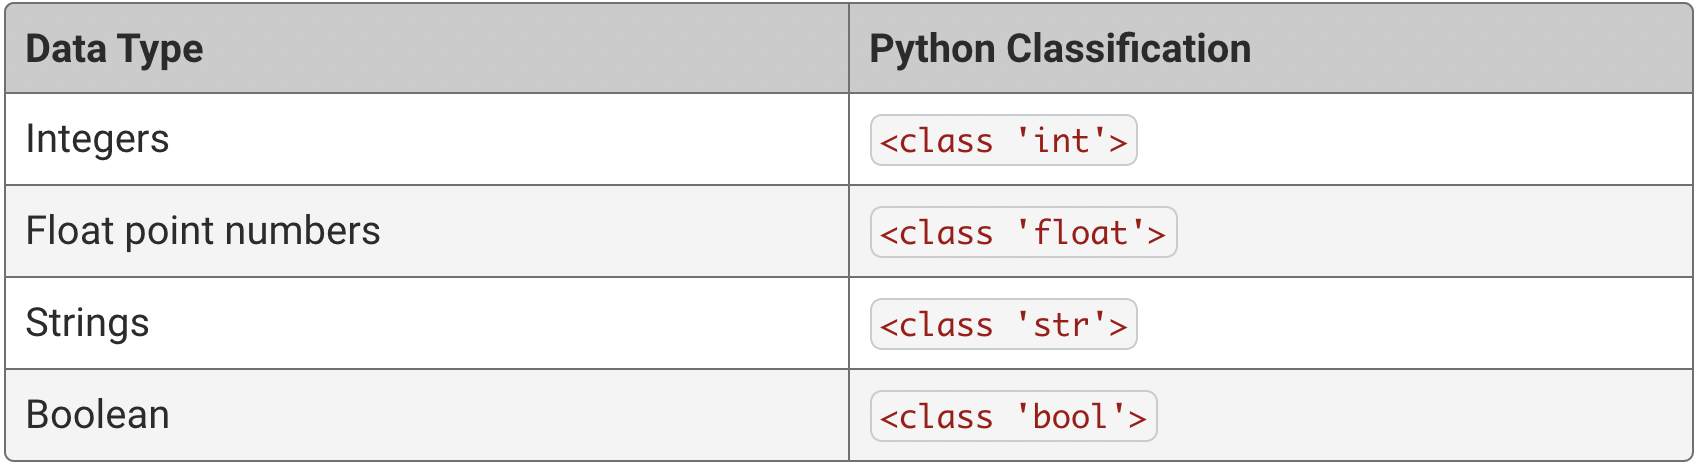 Data Type Python Classification
Integers <class 'int'>
Float point numbers <class 'float'>
Strings <class 'str'>
Boolean <class 'bool'>